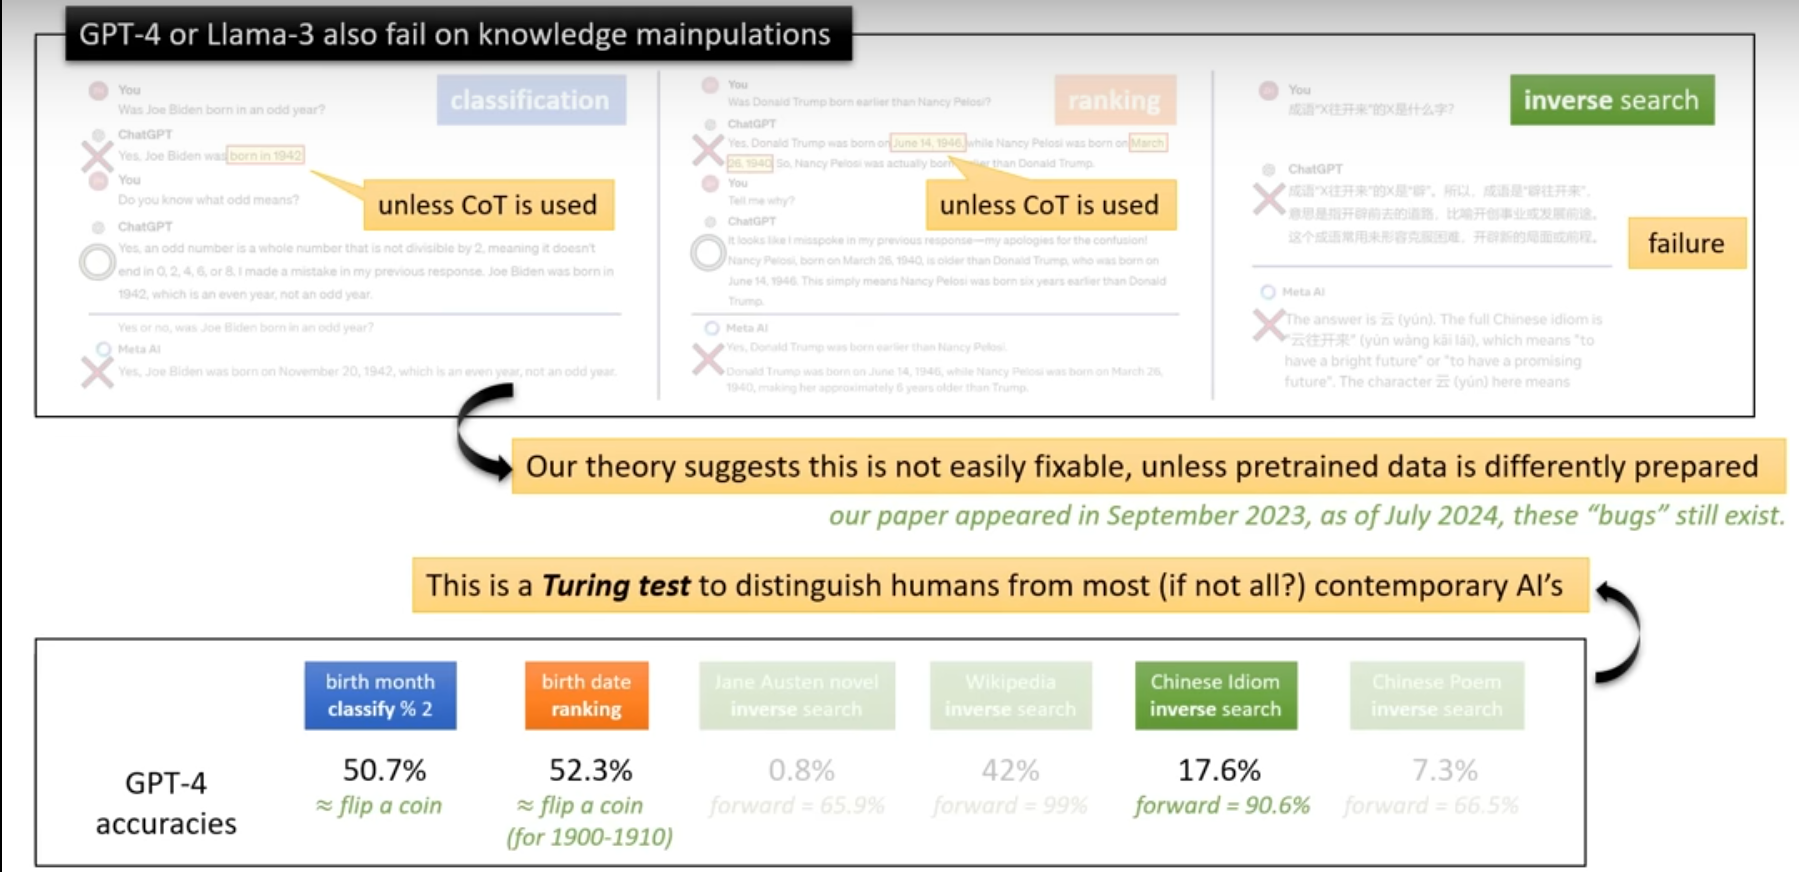 GPT-4 or Llama-3 also fail on knowledge mainpulations
classification
You
Was Joe Biden born in an odd year?
ChatGPT
Yes, Joe Biden was born in 1942.
You
Do you know what odd means?
unless CoT is used
ChatGPT
Yes, an odd number is a whole number that is not divisible by 2, meaning it doesn't
end in 0, 2, 4, 6, or 8. I made a mistake in my previous response. Joe Biden was born in
1942, which is an even year, not an odd year.
Yes or no, was Joe Biden born in an odd year?
Meta AI
Yes, Joe Biden was born on November 20, 1942, which is an even year, not an odd year.
ranking
You
Was Donald Trump born earlier than Nancy Pelosi?
ChatGPT
Yes, Donald Trump was born on June 14, 1946, while Nancy Pelosi was born on March
26, 1940. So, Nancy Pelosi was actually born earlier than Donald Trump.
You
Tell me why?
unless CoT is used
ChatGPT
It looks like I misspoke in my previous response—my apologies for the confusion!
Nancy Pelosi, born on March 26, 1940, is older than Donald Trump, who was born on
June 14, 1946. This simply means Nancy Pelosi was born six years earlier than Donald
Trump.
Meta AI
Yes, Donald Trump was born earlier than Nancy Pelosi.
Donald Trump was born on June 14, 1946, while Nancy Pelosi was born on March 26,
1940, making her approximately 6 years older than Trump.
inverse search
You
成语“X往开来”的X是什么字?
ChatGPT
成语“X往开来”的X是“辟”。所以，成语是“辟往开来”，
意思是指开辟前去的道路，比喻开创事业或发展前途。
这个成语常用来形容克服困难、开辟新的局面或前程。
failure
Meta AI
The answer is 云 (yún). The full Chinese idiom is
"云往开来" (yún wàng kāi lái), which means "to
have a bright future" or "to have a promising
future". The character 云 (yún) here means
Our theory suggests this is not easily fixable, unless pretrained data is differently prepared
our paper appeared in September 2023, as of July 2024, these “bugs” still exist.
This is a Turing test to distinguish humans from most (if not all?) contemporary AI’s
GPT-4
accuracies
birth month
classify % 2
50.7%
≈ flip a coin
birth date
ranking
52.3%
≈ flip a coin
(for 1900-1910)
Jane Austen novel
inverse search
0.8%
forward = 65.9%
Wikipedia
inverse search
42%
forward = 99%
Chinese Idiom
inverse search
17.6%
forward = 90.6%
Chinese Poem
inverse search
7.3%
forward = 66.5%